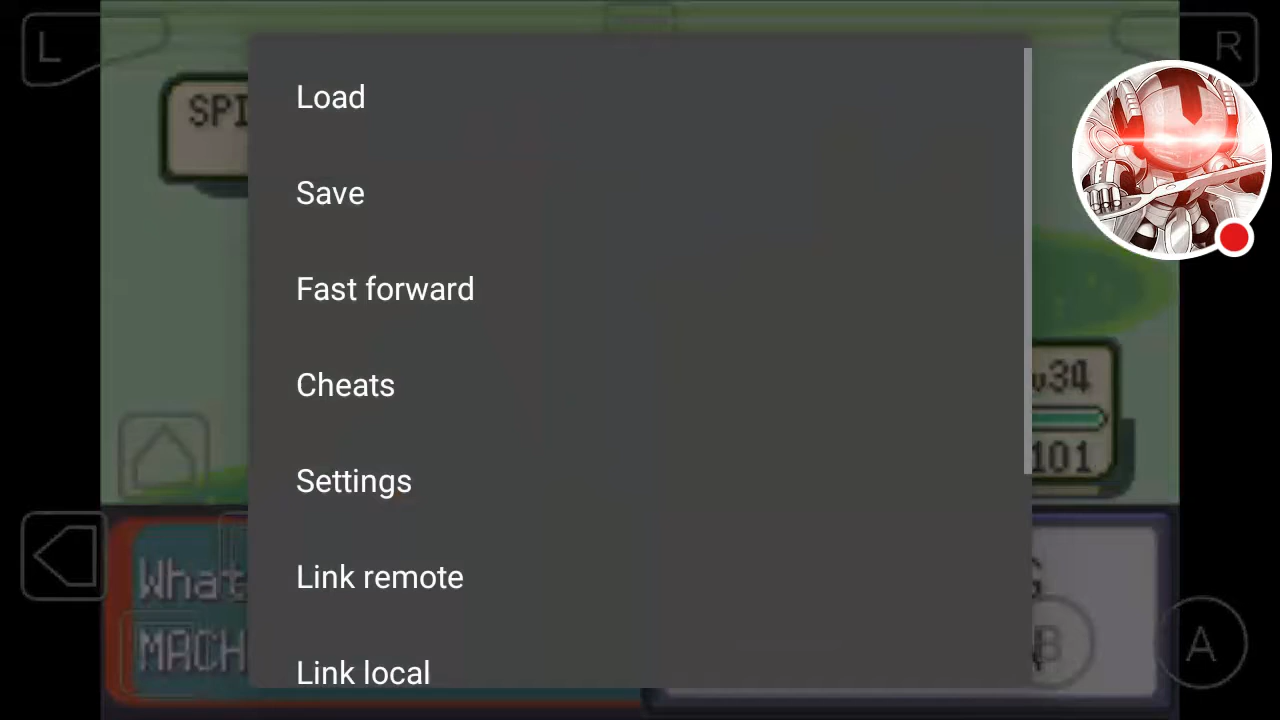 L
R
Load
SPI
Save
Fast forward
Cheats
v34
101
Settings
Link remote
What
MACH
B
A
Link local